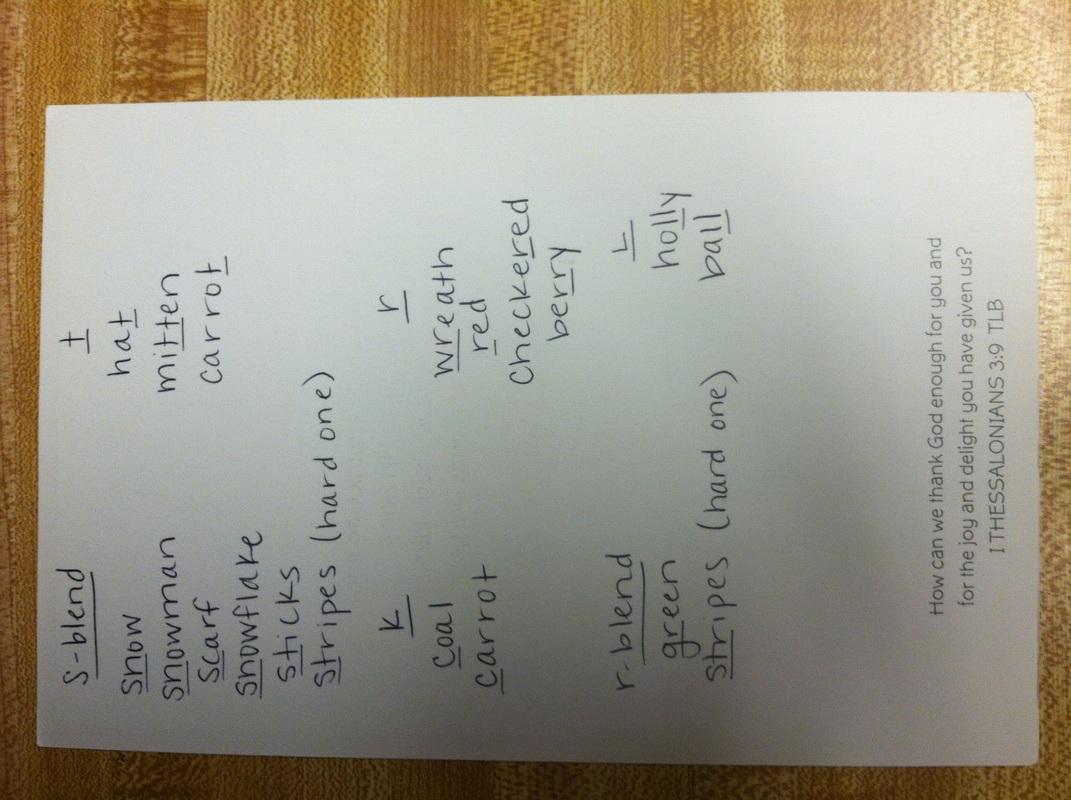 s-blend
snow
snowman
scarf
snowflake
sticks
stripes (hard one)
t
hat
mitten
carrot
k
coal
carrot
r
wreath
red
checkered
berry
r-blend
green
stripes (hard one)
L
holly
ball
How can we thank God enough for you and
for the joy and delight you have given us?
I THESSALONIANS 3:9 TLB